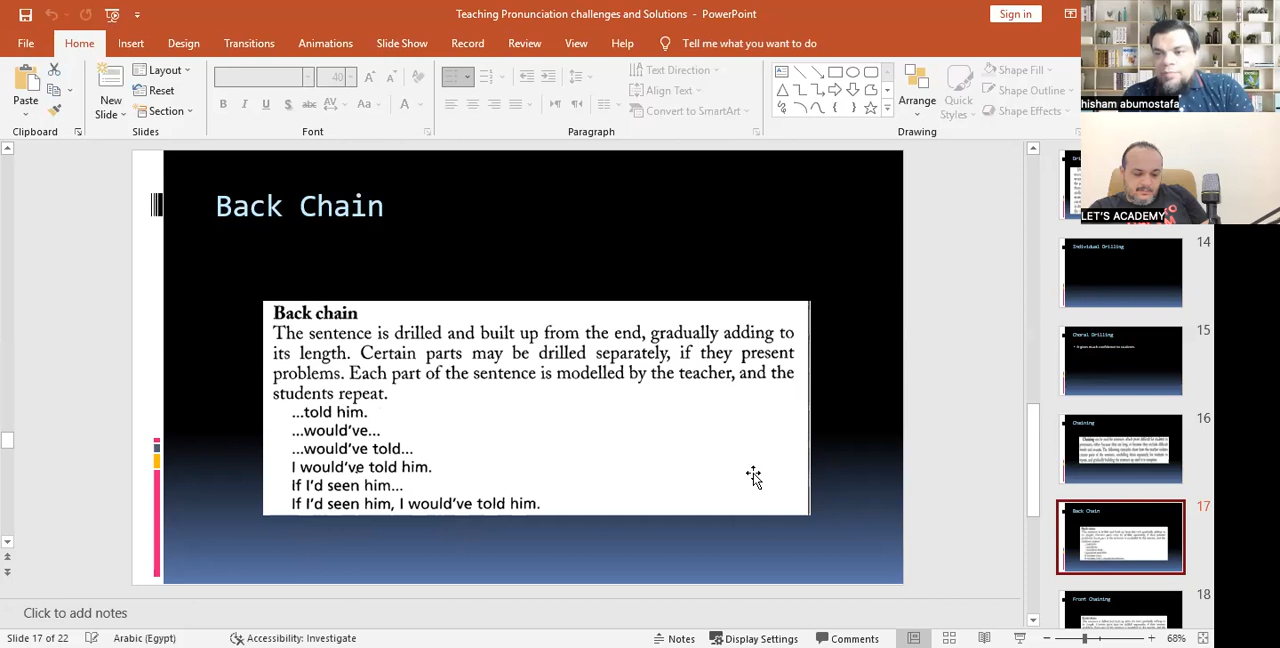 Teaching Pronunciation challenges and Solutions - PowerPoint
Sign in
File Home Insert Design Transitions Animations Slide Show Record Review View Help Tell me what you want to do
Paste
New Slide
Layout
Reset
Section
40
Text Direction
Align Text
Convert to SmartArt
Arrange
Quick Styles
Shape Fill
Shape Outline
Shape Effects
Clipboard Slides Font Paragraph Drawing
hisham abumostafa
LET'S ACADEMY
Back Chain
Back chain
The sentence is drilled and built up from the end, gradually adding to
its length. Certain parts may be drilled separately, if they present
problems. Each part of the sentence is modelled by the teacher, and the
students repeat.
...told him.
...would've...
...would've told...
I would've told him.
If I'd seen him...
If I'd seen him, I would've told him.
14
Individual Drilling
15
Choral Drilling
It gives much confidence to students
16
Chaining
17
Back Chain
18
Front Chaining
Click to add notes
Slide 17 of 22 Arabic (Egypt) Accessibility: Investigate Notes Display Settings Comments 68%